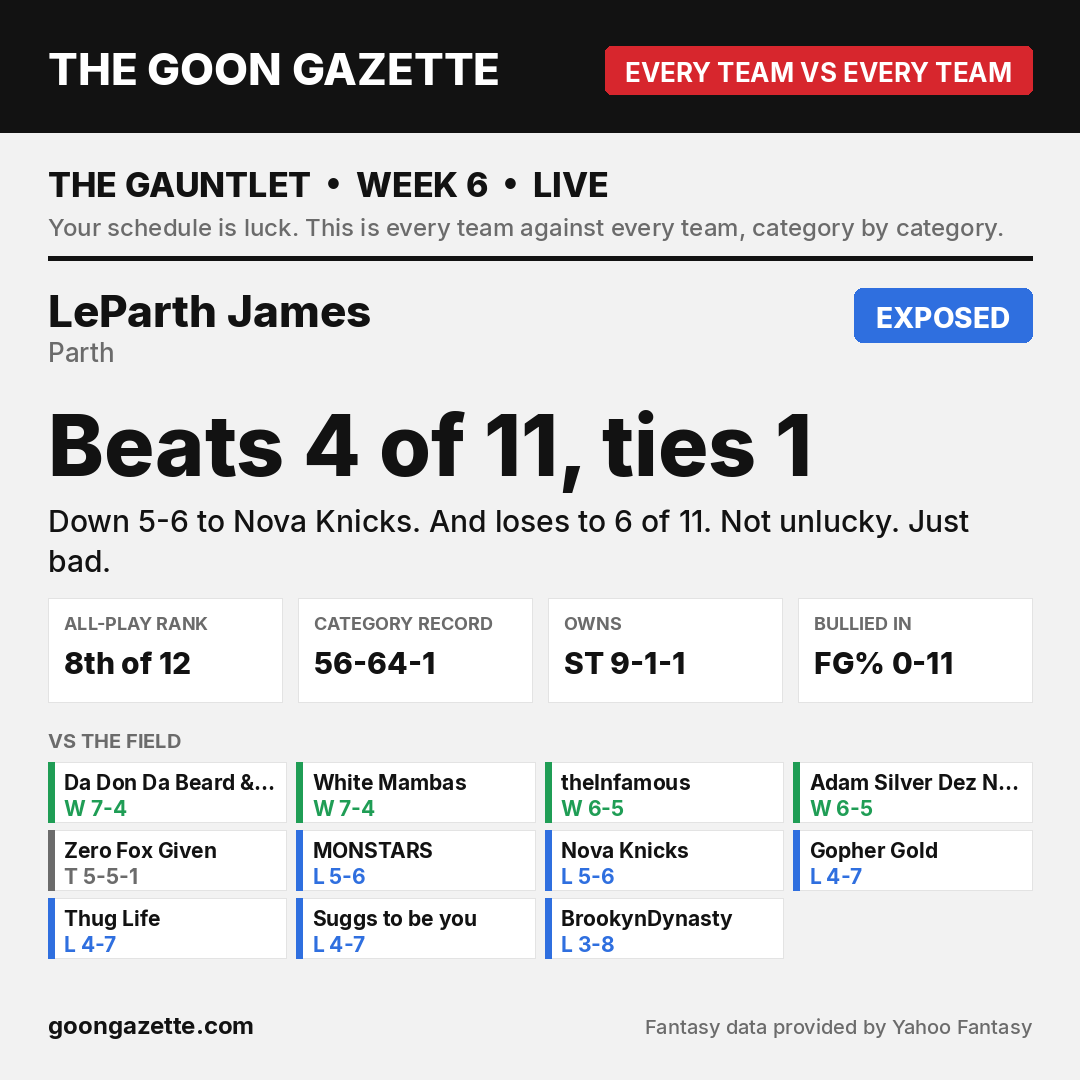 THE GOON GAZETTE
EVERY TEAM VS EVERY TEAM
THE GAUNTLET • WEEK 6 • LIVE
Your schedule is luck. This is every team against every team, category by category.
LeParth James
EXPOSED
Parth
Beats 4 of 11, ties 1
Down 5-6 to Nova Knicks. And loses to 6 of 11. Not unlucky. Just
bad.
ALL-PLAY RANK
8th of 12
CATEGORY RECORD
56-64-1
OWNS
ST 9-1-1
BULLIED IN
FG% 0-11
VS THE FIELD
Da Don Da Beard &...
W 7-4
White Mambas
W 7-4
theInfamous
W 6-5
Adam Silver Dez N...
W 6-5
Zero Fox Given
T 5-5-1
MONSTARS
L 5-6
Nova Knicks
L 5-6
Gopher Gold
L 4-7
Thug Life
L 4-7
Suggs to be you
L 4-7
BrookynDynasty
L 3-8
goongazette.com
Fantasy data provided by Yahoo Fantasy